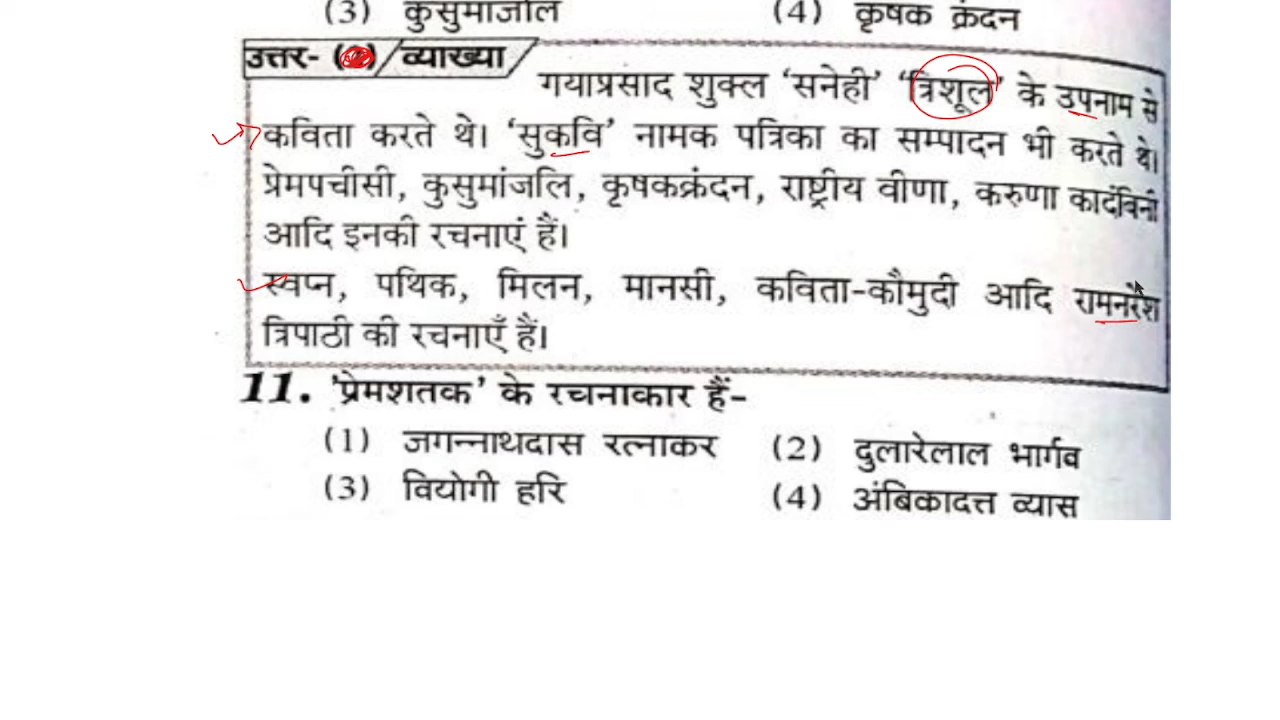 (3) कुसुमांजलि (4) कृषक क्रंदन
उत्तर- ( ) / व्याख्या
गयाप्रसाद शुक्ल ‘सनेही’ ‘त्रिशूल’ के उपनाम से
कविता करते थे। ‘सुकवि’ नामक पत्रिका का सम्पादन भी करते थे।
प्रेमपचीसी, कुसुमांजलि, कृषकक्रंदन, राष्ट्रीय वीणा, करुणा कादंबिनी
आदि इनकी रचनाएं हैं।
स्वप्न, पथिक, मिलन, मानसी, कविता-कौमुदी आदि रामनरेश
त्रिपाठी की रचनाएँ हैं।
11. 'प्रेमशतक’ के रचनाकार हैं-
(1) जगन्नाथदास रत्नाकर (2) दुलारेलाल भार्गव
(3) वियोगी हरि (4) अंबिकादत्त व्यास